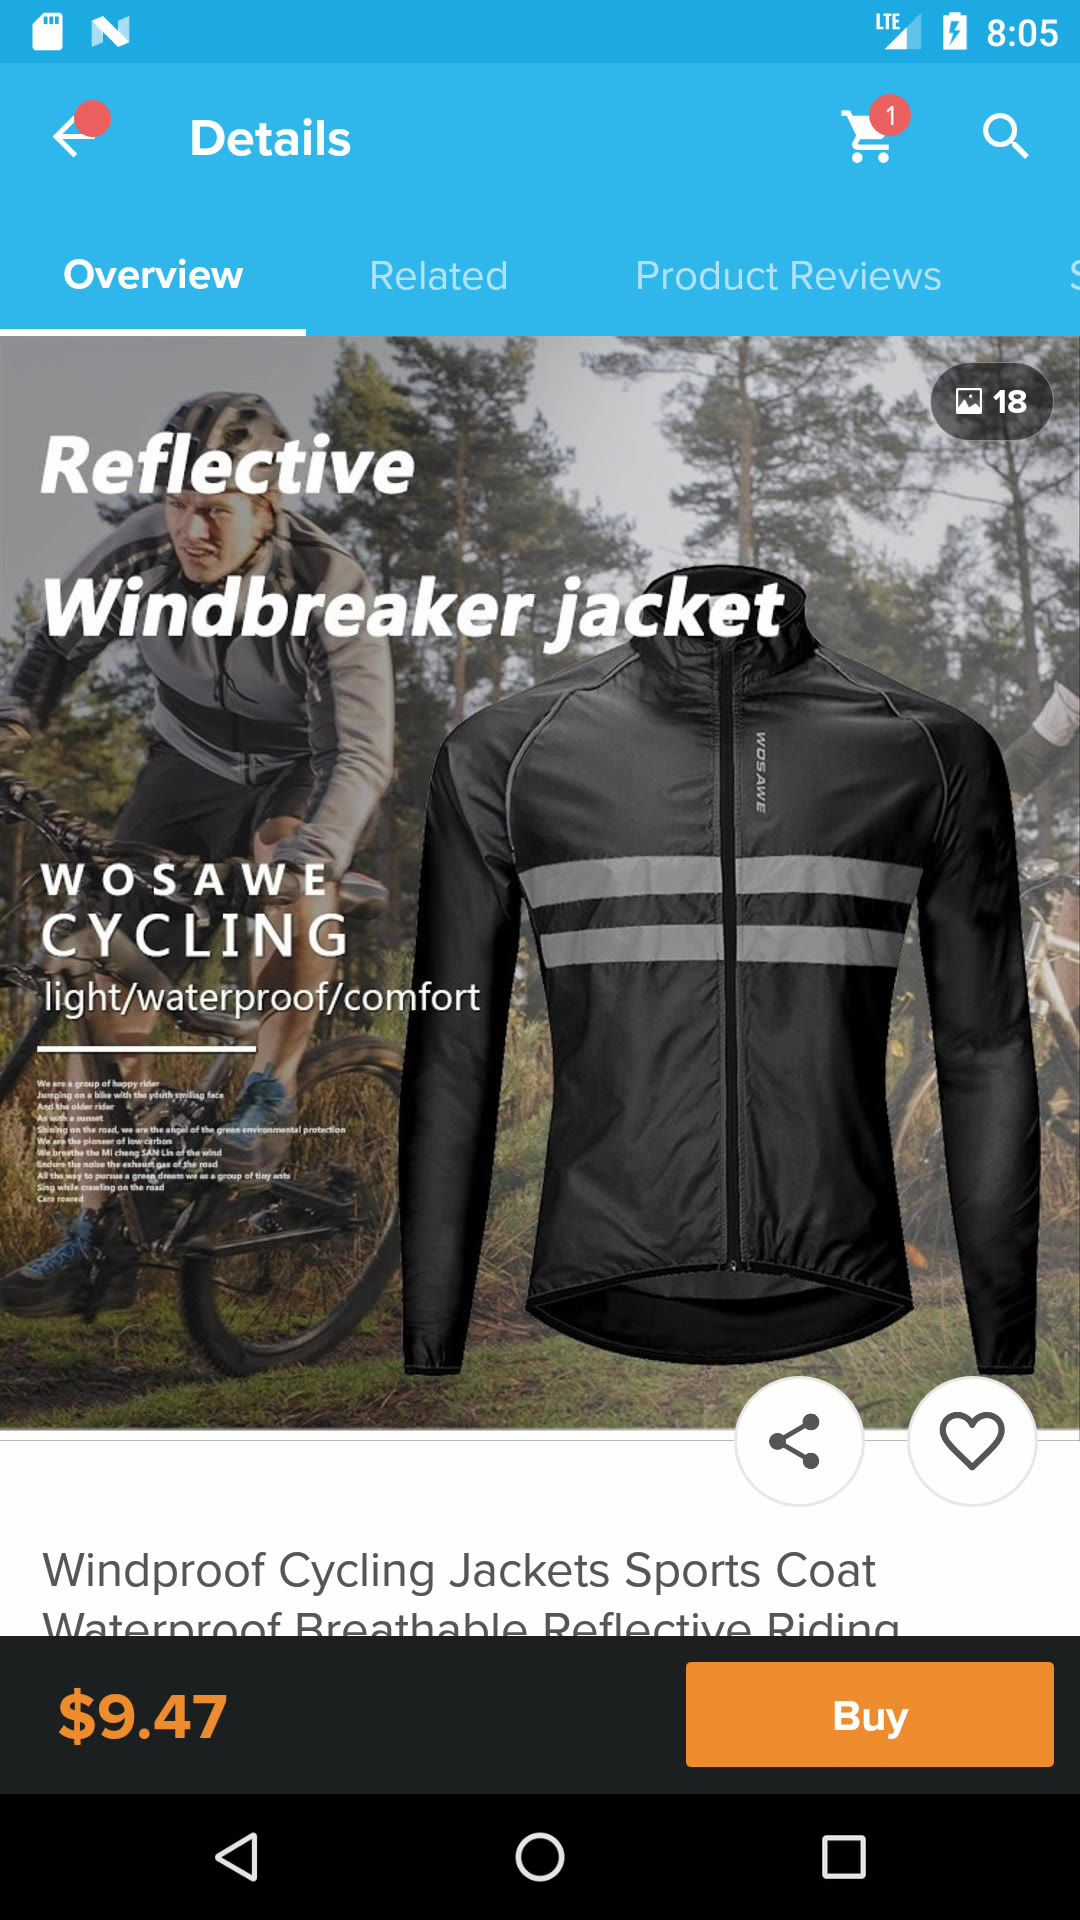 LTE 8:05
Details 1
Overview Related Product Reviews S
18
Reflective
Windbreaker jacket
WOSAWE
WOSAWE
CYCLING
light/waterproof/comfort
We are a group of happy rider
Jumping on a bike with the youth smiling face
And the older rider
As with a sunset
Shining on the road, we are the angel of the green environmental protection
We are the pioneer of low carbon
We breathe the Mi cheng SAN Lin of the wind
Endure the noise the exhaust gas of the road
All the way to pursue a green dream we as a group of tiny ants
Sing while crawling on the road
Cars roared
Windproof Cycling Jackets Sports Coat
Waterproof Breathable Reflective Riding
$9.47 Buy